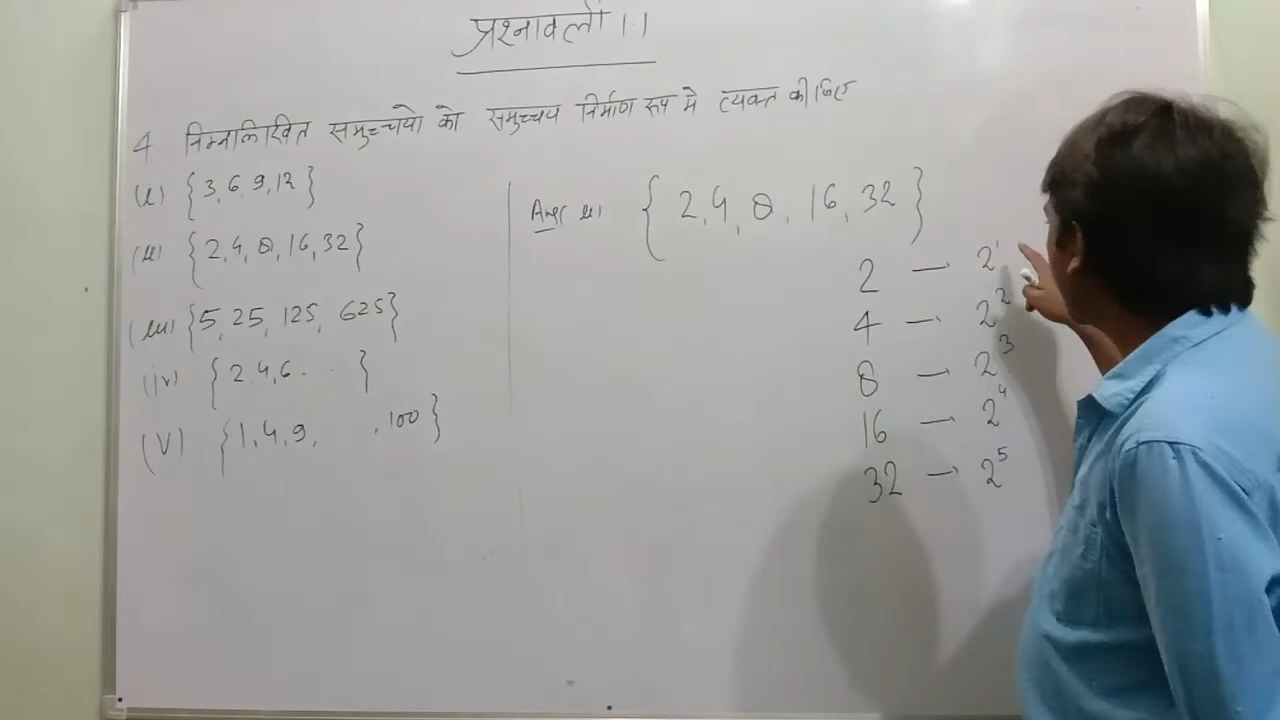 प्रश्नावली 1.1
4 निम्नलिखित समुच्चयो को समुच्चय निर्माण रूप मे व्यक्त कीजिए
(i) {3,6,9,12}
(ii) {2,4,8,16,32}
(iii) {5,25,125,625}
(iv) {2,4,6...}
(V) {1,4,9, ,100}
Ans ii) {2,4,8,16,32}
2 — 2¹
4 — 2²
8 — 2³
16 — 2⁴
32 — 2⁵